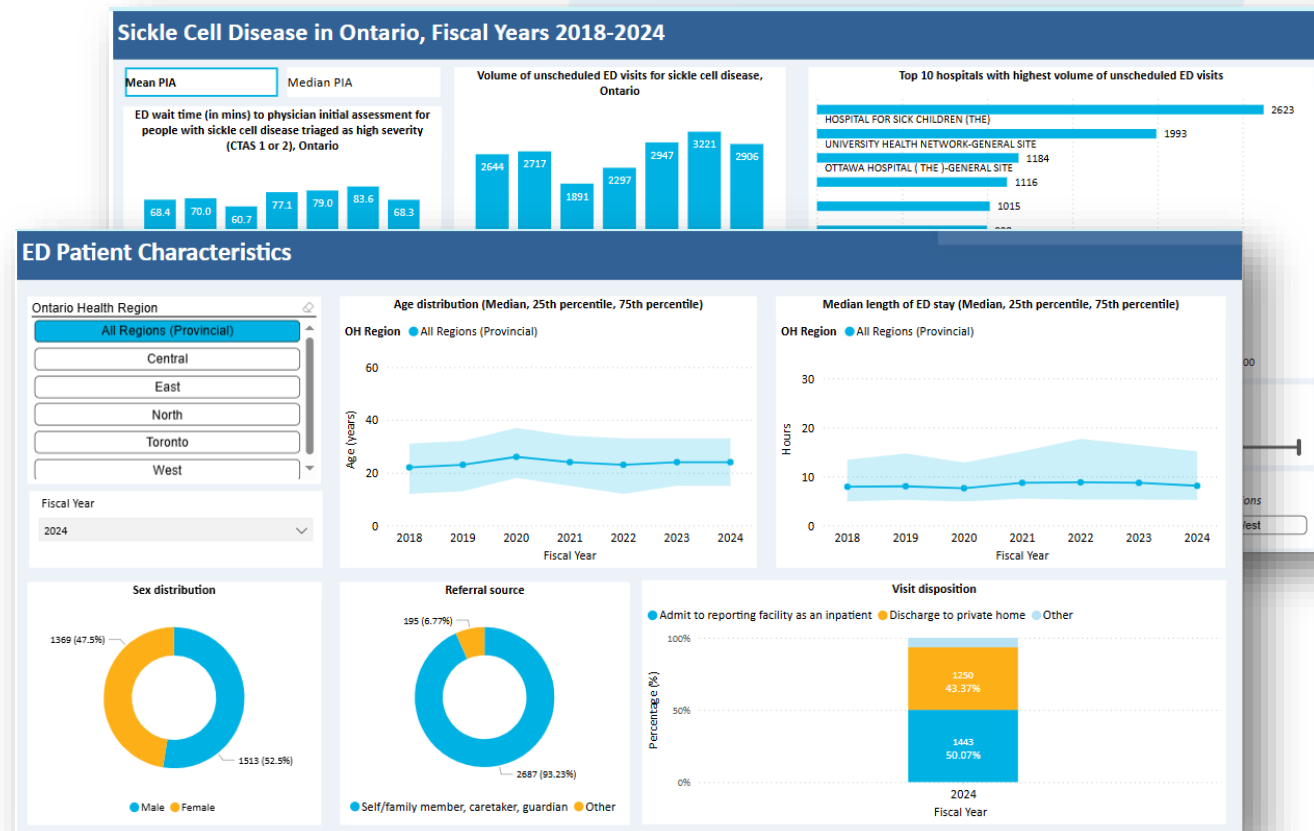 Sickle Cell Disease in Ontario, Fiscal Years 2018-2024
Mean PIA
Median PIA
ED wait time (in mins) to physician initial assessment for
people with sickle cell disease triaged as high severity
(CTAS 1 or 2), Ontario
68.4
70.0
60.7
77.1
79.0
83.6
68.3
Volume of unscheduled ED visits for sickle cell disease,
Ontario
2644
2717
1891
2297
2947
3221
2906
Top 10 hospitals with highest volume of unscheduled ED visits
2623
HOSPITAL FOR SICK CHILDREN (THE)
1993
UNIVERSITY HEALTH NETWORK-GENERAL SITE
1184
OTTAWA HOSPITAL ( THE )-GENERAL SITE
1116
1015
ED Patient Characteristics
Ontario Health Region
All Regions (Provincial)
Central
East
North
Toronto
West
Fiscal Year
2024
Age distribution (Median, 25th percentile, 75th percentile)
OH Region All Regions (Provincial)
60
40
20
0
Age (years)
2018 2019 2020 2021 2022 2023 2024
Fiscal Year
Median length of ED stay (Median, 25th percentile, 75th percentile)
OH Region All Regions (Provincial)
30
20
10
0
Hours
2018 2019 2020 2021 2022 2023 2024
Fiscal Year
00
ons
Sex distribution
1369 (47.5%)
1513 (52.5%)
Male Female
Referral source
195 (6.77%)
2687 (93.23%)
Self/family member, caretaker, guardian Other
Visit disposition
Admit to reporting facility as an inpatient Discharge to private home Other
100%
50%
0%
Percentage (%)
1250
43.37%
1443
50.07%
2024
Fiscal Year